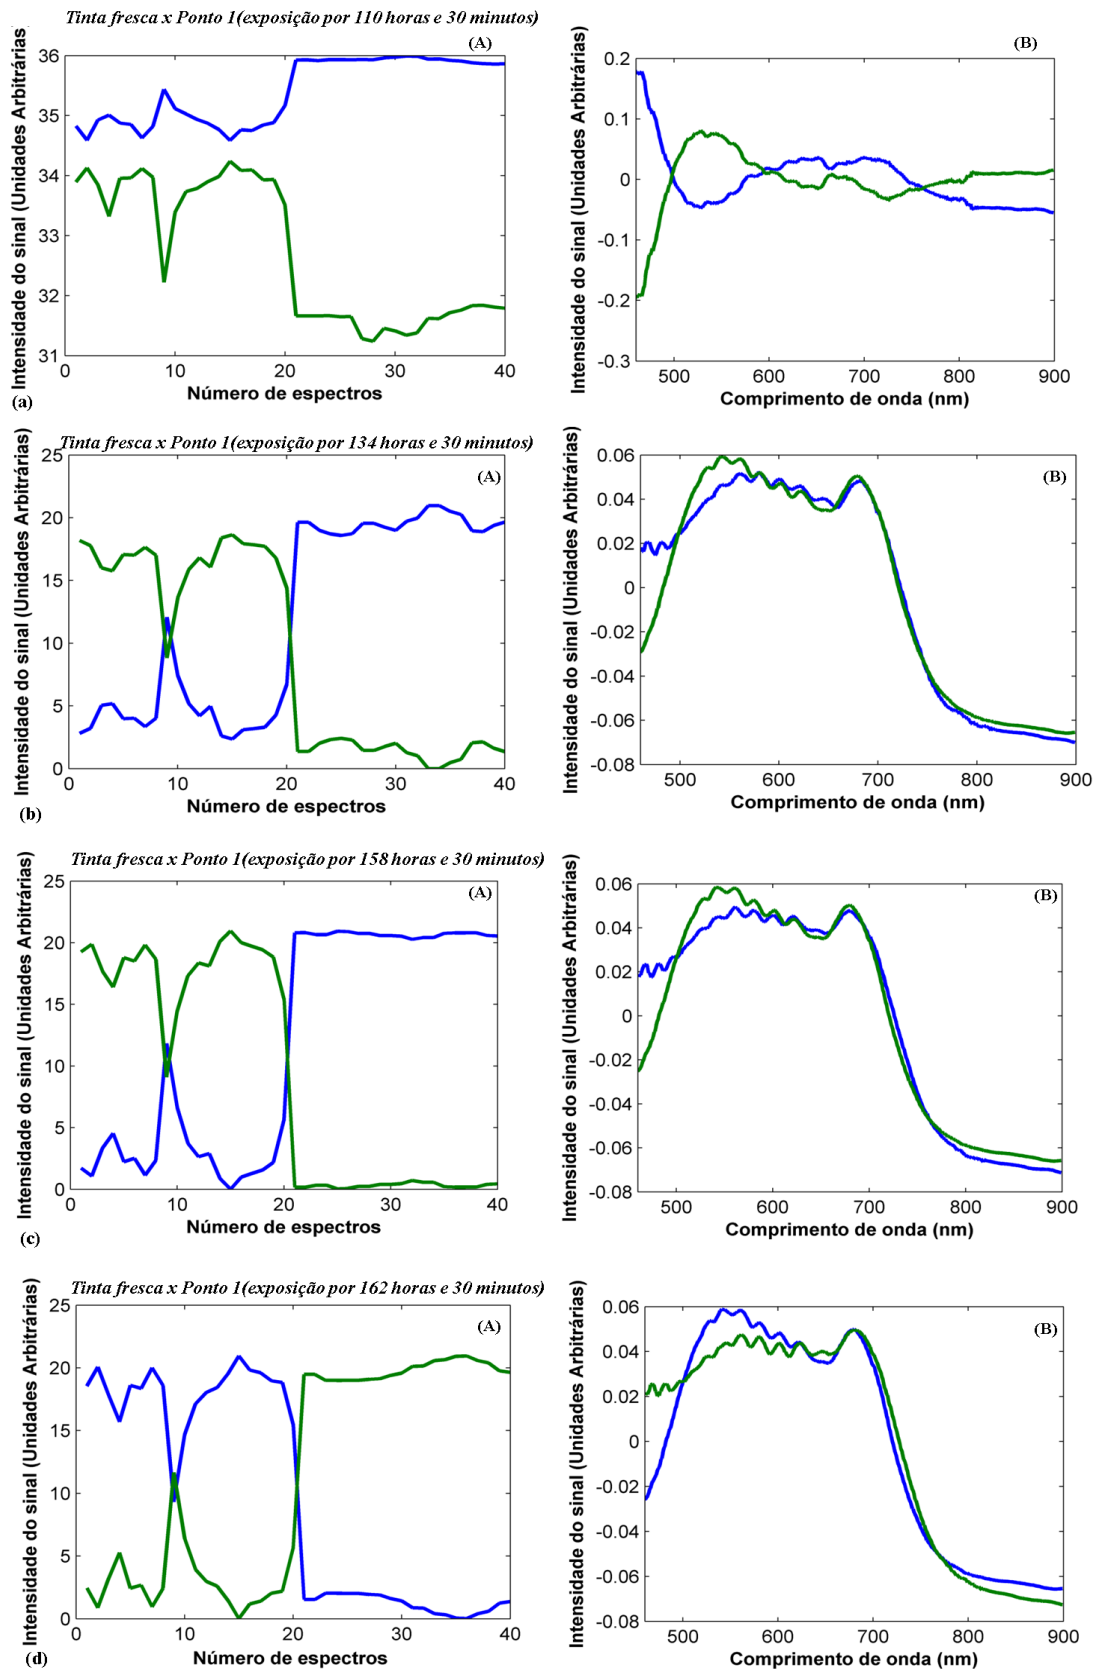 Tinta fresca x Ponto 1(exposição por 110 horas e 30 minutos)
(A)
(B)
Intensidade do sinal (Unidades Arbitrárias)
36
35
34
33
32
31
0
10
20
30
40
Número de espectros
(a)
Intensidade do sinal (Unidades Arbitrárias)
0.2
0.1
0
-0.1
-0.2
-0.3
500
600
700
800
900
Comprimento de onda (nm)
Tinta fresca x Ponto 1(exposição por 134 horas e 30 minutos)
(A)
(B)
Intensidade do sinal (Unidades Arbitrárias)
25
20
15
10
5
0
0
10
20
30
40
Número de espectros
(b)
Intensidade do sinal (Unidades Arbitrárias)
0.06
0.04
0.02
0
-0.02
-0.04
-0.06
-0.08
500
600
700
800
900
Comprimento de onda (nm)
Tinta fresca x Ponto 1(exposição por 158 horas e 30 minutos)
(A)
(B)
Intensidade do sinal (Unidades Arbitrárias)
25
20
15
10
5
0
0
10
20
30
40
Número de espectros
(c)
Intensidade do sinal (Unidades Arbitrárias)
0.06
0.04
0.02
0
-0.02
-0.04
-0.06
-0.08
500
600
700
800
900
Comprimento de onda (nm)
Tinta fresca x Ponto 1(exposição por 162 horas e 30 minutos)
(A)
(B)
Intensidade do sinal (Unidades Arbitrárias)
25
20
15
10
5
0
0
10
20
30
40
Número de espectros
(d)
Intensidade do sinal (Unidades Arbitrárias)
0.06
0.04
0.02
0
-0.02
-0.04
-0.06
-0.08
500
600
700
800
900
Comprimento de onda (nm)